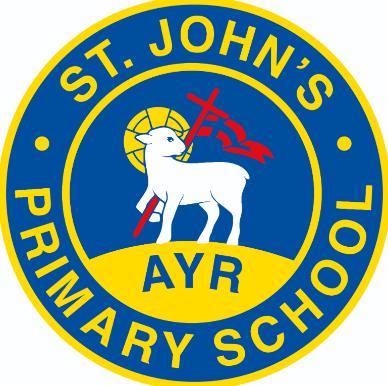 ST. JOHN'S
PRIMARY SCHOOL
AYR